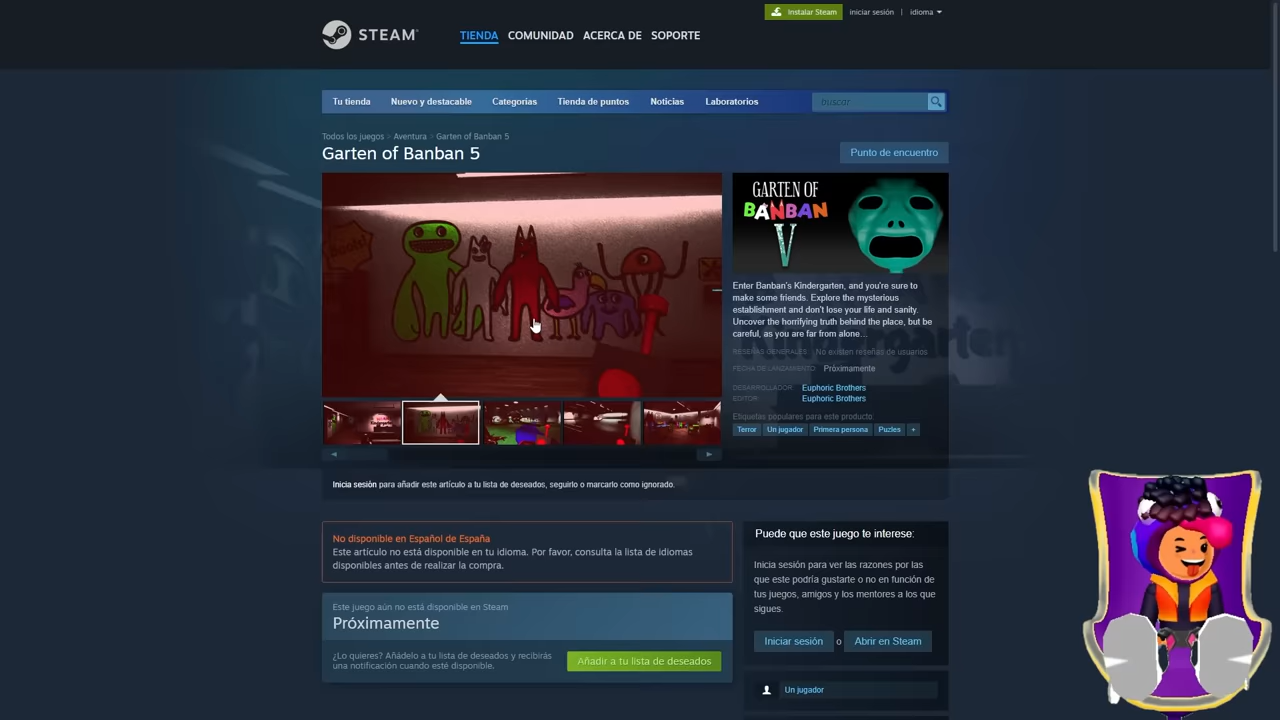 Instalar Steam
iniciar sesión | idioma
STEAM
TIENDA COMUNIDAD ACERCA DE SOPORTE
Tu tienda Nuevo y destacable Categorías Tienda de puntos Noticias Laboratorios
buscar
Todos los juegos > Aventura > Garten of Banban 5
Garten of Banban 5
Punto de encuentro
GARTEN OF
BANBAN
V
Enter Banban's Kindergarten, and you're sure to
make some friends. Explore the mysterious
establishment and don't lose your life and sanity.
Uncover the horrifying truth behind the place, but be
careful, as you are far from alone...
RESEÑAS GENERALES: No existen reseñas de usuarios
FECHA DE LANZAMIENTO: Próximamente
DESARROLLADOR: Euphoric Brothers
EDITOR: Euphoric Brothers
Etiquetas populares para este producto:
Terror Un jugador Primera persona Puzles +
Inicia sesión para añadir este artículo a tu lista de deseados, seguirlo o marcarlo como ignorado.
No disponible en Español de España
Este artículo no está disponible en tu idioma. Por favor, consulta la lista de idiomas
disponibles antes de realizar la compra.
Este juego aún no está disponible en Steam
Próximamente
¿Lo quieres? Añádelo a tu lista de deseados y recibirás
una notificación cuando esté disponible.
Añadir a tu lista de deseados
Puede que este juego te interese:
Inicia sesión para ver las razones por las
que este podría gustarte o no en función de
tus juegos, amigos y los mentores a los que
sigues.
Iniciar sesión o Abrir en Steam
Un jugador